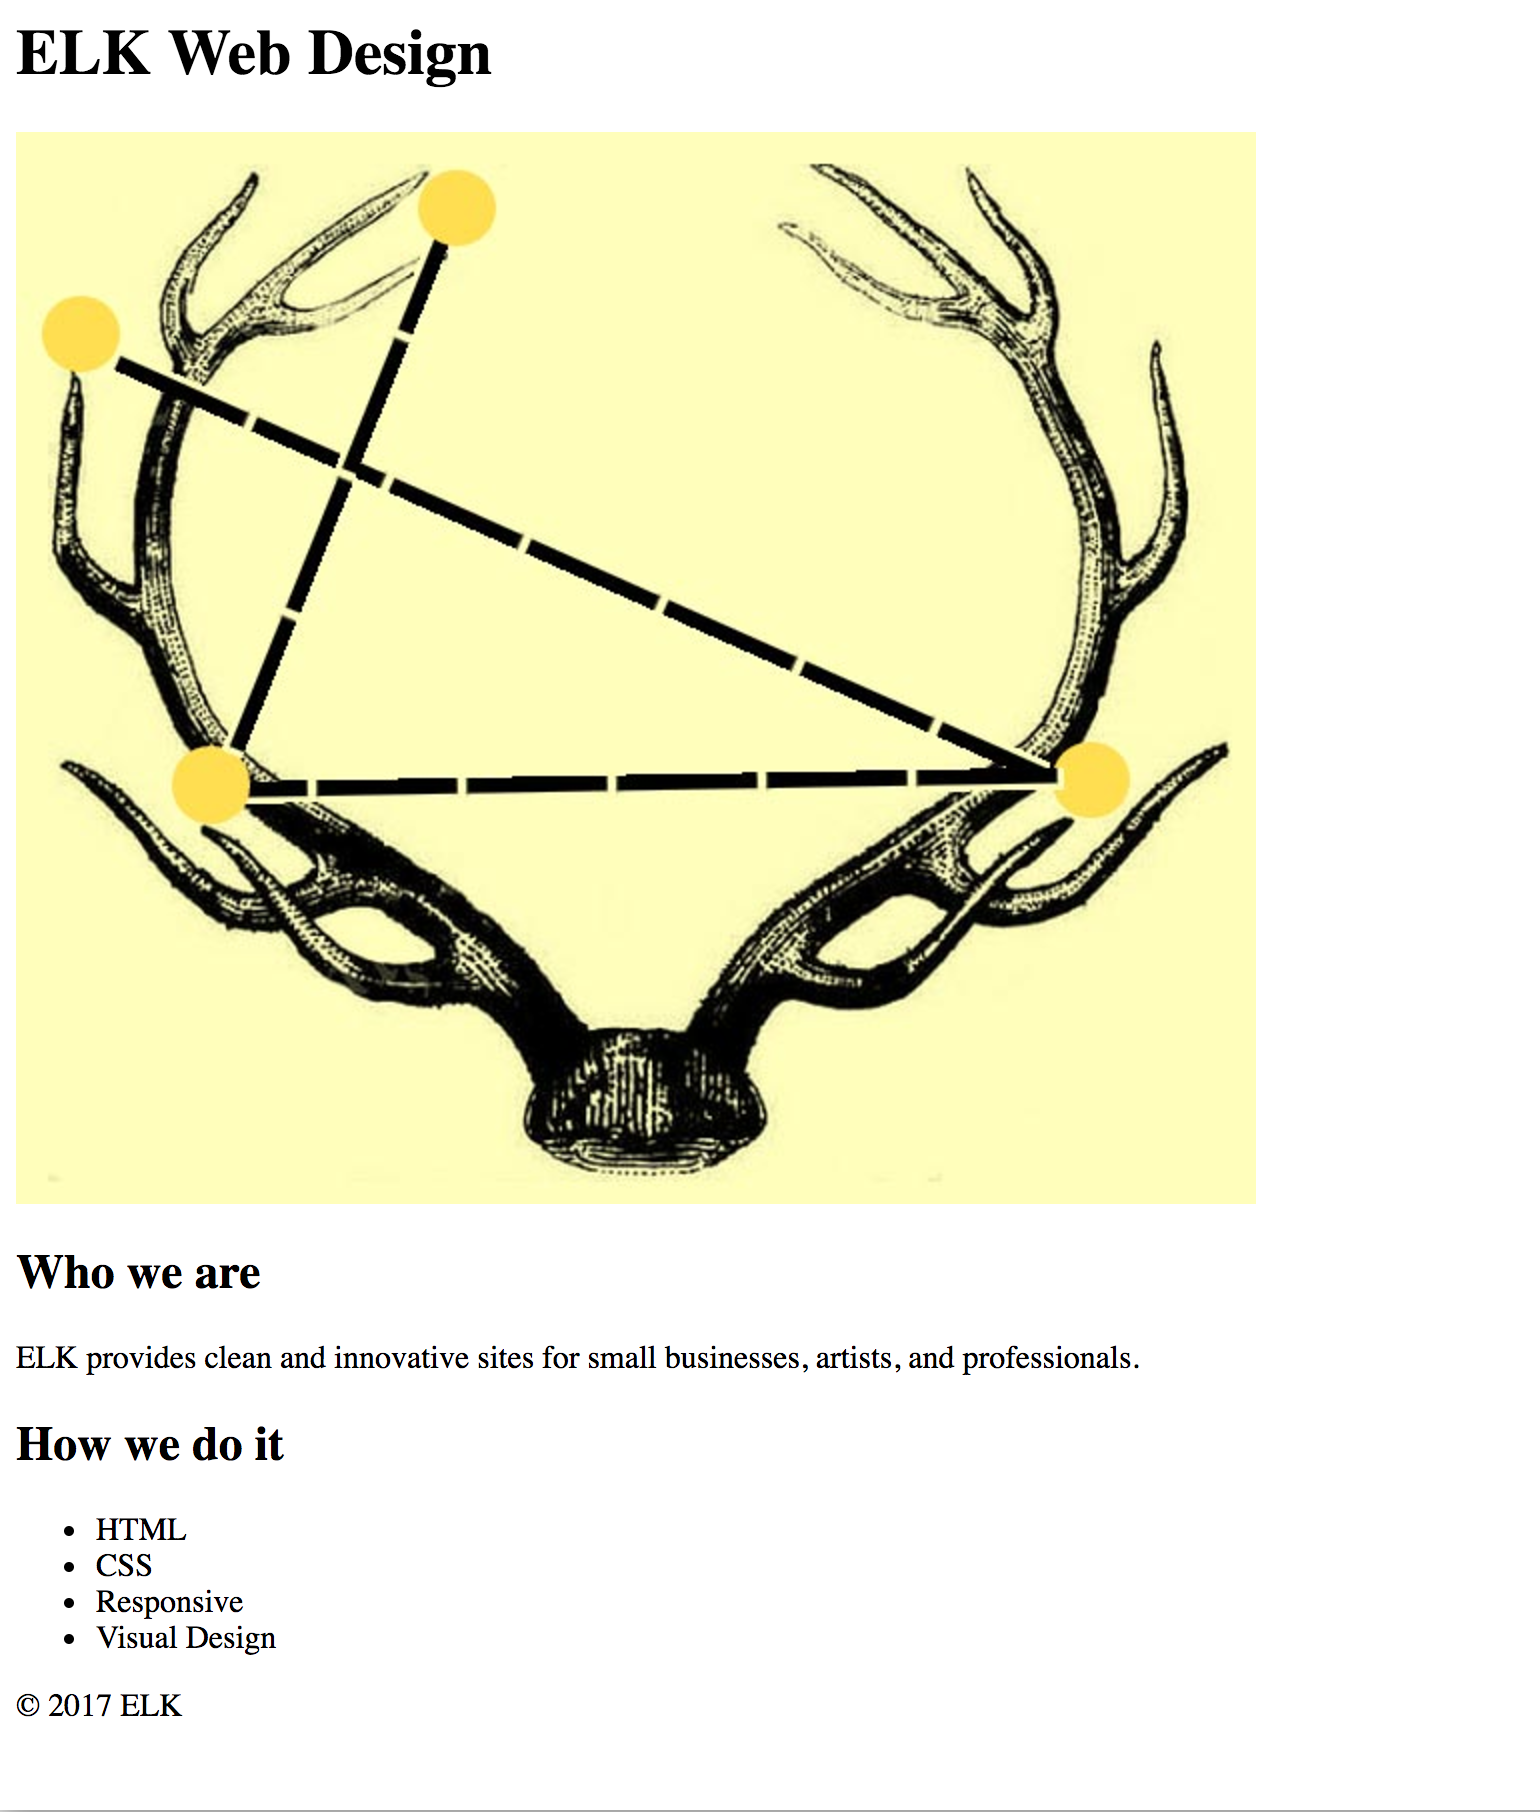 ELK Web Design
Who we are
ELK provides clean and innovative sites for small businesses, artists, and professionals.
How we do it
• HTML
• CSS
• Responsive
• Visual Design
© 2017 ELK